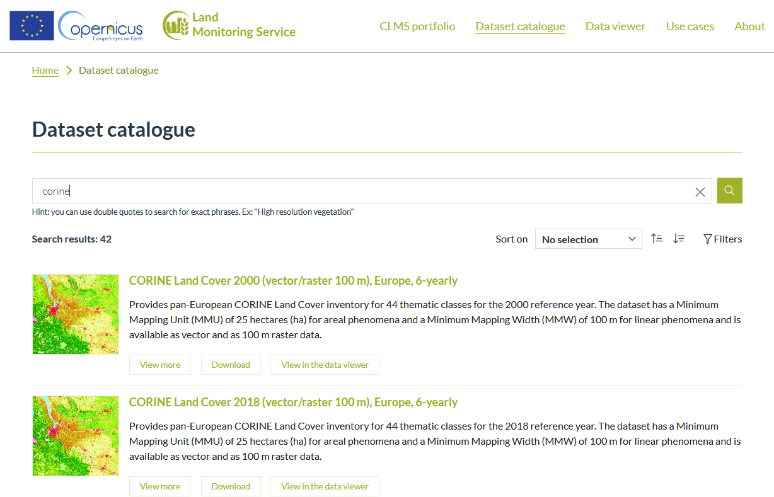 Copernicus
Europe's eyes on Earth
Land
Monitoring Service
CLMS portfolio
Dataset catalogue
Data viewer
Use cases
About
Home
Dataset catalogue
Dataset catalogue
corine
Hint: you can use double quotes to search for exact phrases. Ex: "High resolution vegetation"
Search results: 42
Sort on
No selection
Filters
CORINE Land Cover 2000 (vector/raster 100 m), Europe, 6-yearly
Provides pan-European CORINE Land Cover inventory for 44 thematic classes for the 2000 reference year. The dataset has a Minimum
Mapping Unit (MMU) of 25 hectares (ha) for areal phenomena and a Minimum Mapping Width (MMW) of 100 m for linear phenomena and is
available as vector and as 100 m raster data.
View more
Download
View in the data viewer
CORINE Land Cover 2018 (vector/raster 100 m), Europe, 6-yearly
Provides pan-European CORINE Land Cover inventory for 44 thematic classes for the 2018 reference year. The dataset has a Minimum
Mapping Unit (MMU) of 25 hectares (ha) for areal phenomena and a Minimum Mapping Width (MMW) of 100 m for linear phenomena and is
available as vector and as 100 m raster data.
View more
Download
View in the data viewer